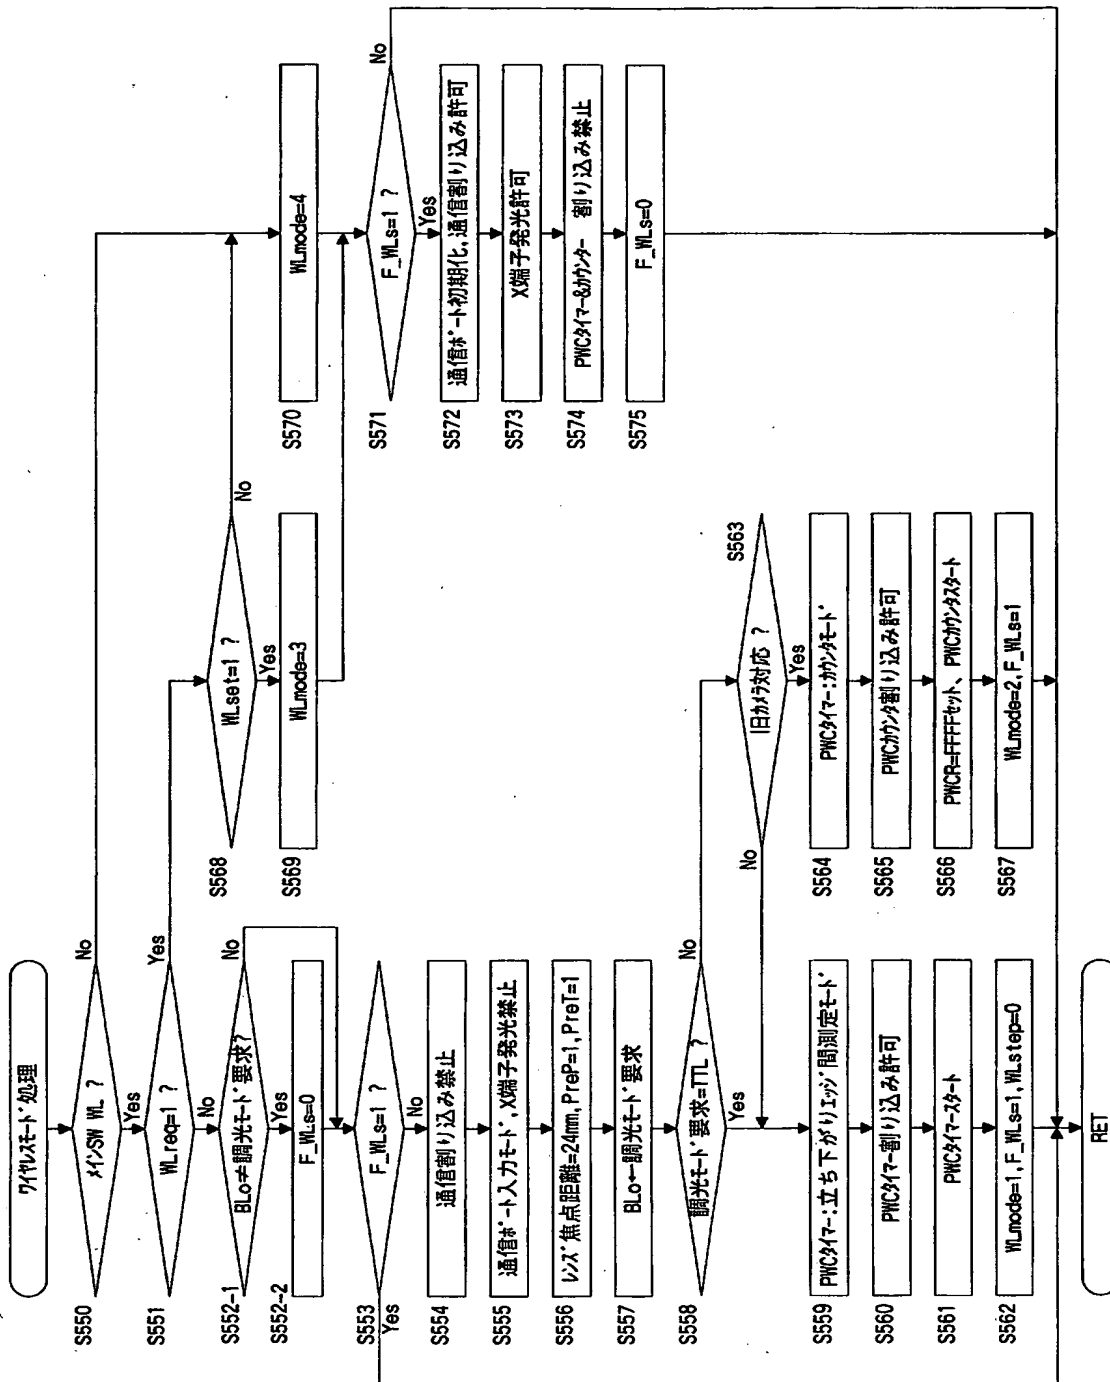 ワイヤレスモード処理
S550
メインSW WL ?
No
Yes
S551
WLreq=1 ?
Yes
No
S552-1
BLo≠調光モード要求?
No
Yes
S552-2
F_WLs=0
S553
F_WLs=1 ?
Yes
No
S554
通信割り込み禁止
S555
通信ポート入力モード,X端子発光禁止
S556
レンズ焦点距離=24mm,PreP=1,PreT=1
S557
BLo←調光モード要求
S558
調光モード要求=TTL ?
No
Yes
S559
PWCタイマー:立ち下がりエッジ間測定モード
S560
PWCタイマー割り込み許可
S561
PWCタイマースタート
S562
WLmode=1,F_WLs=1,WLstep=0
RET
S563
旧カメラ対応 ?
No
Yes
S564
PWCタイマー:カウンタモード
S565
PWCカウンタ割り込み許可
S566
PWCR=FFFFセット、PWCカウンタスタート
S567
WLmode=2,F_WLs=1
S568
WLset=1 ?
No
Yes
S569
WLmode=3
S570
WLmode=4
S571
F_WLs=1 ?
No
Yes
S572
通信ポート初期化,通信割り込み許可
S573
X端子発光許可
S574
PWCタイマー&カウンター 割り込み禁止
S575
F_WLs=0